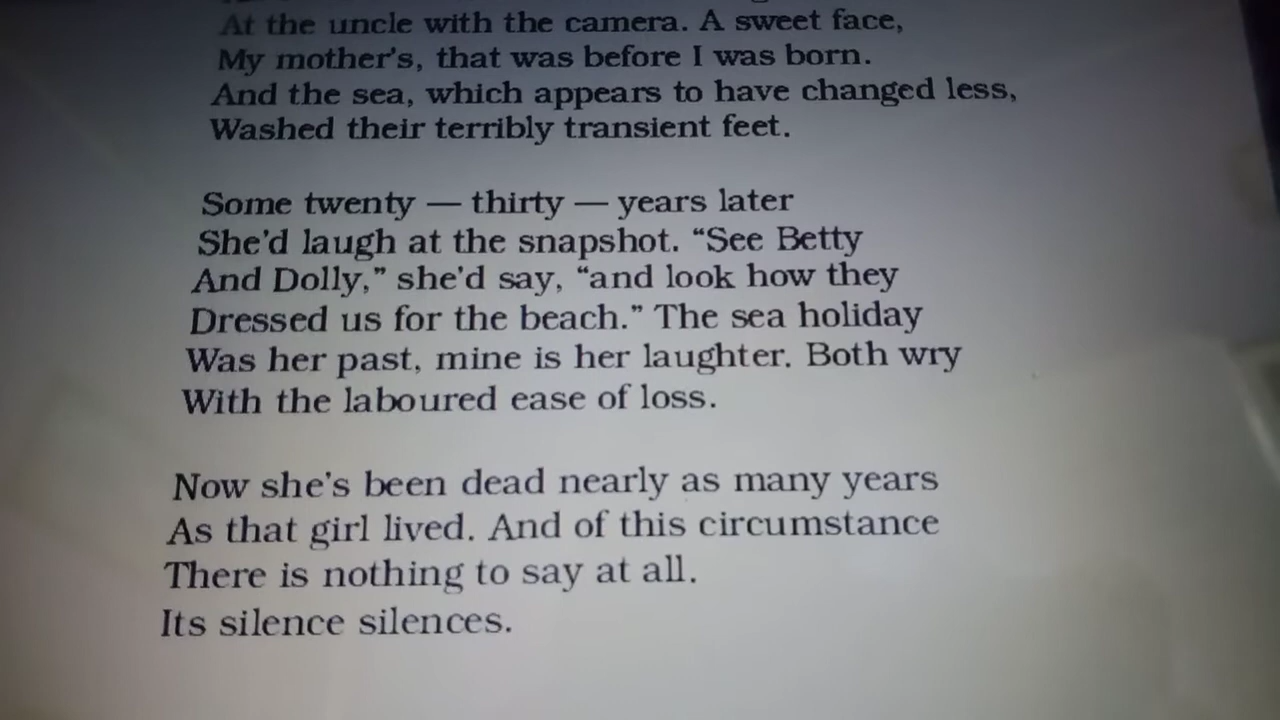 At the uncle with the camera. A sweet face,
My mother's, that was before I was born.
And the sea, which appears to have changed less,
Washed their terribly transient feet.
Some twenty — thirty — years later
She'd laugh at the snapshot. “See Betty
And Dolly,” she'd say, “and look how they
Dressed us for the beach.” The sea holiday
Was her past, mine is her laughter. Both wry
With the laboured ease of loss.
Now she's been dead nearly as many years
As that girl lived. And of this circumstance
There is nothing to say at all.
Its silence silences.